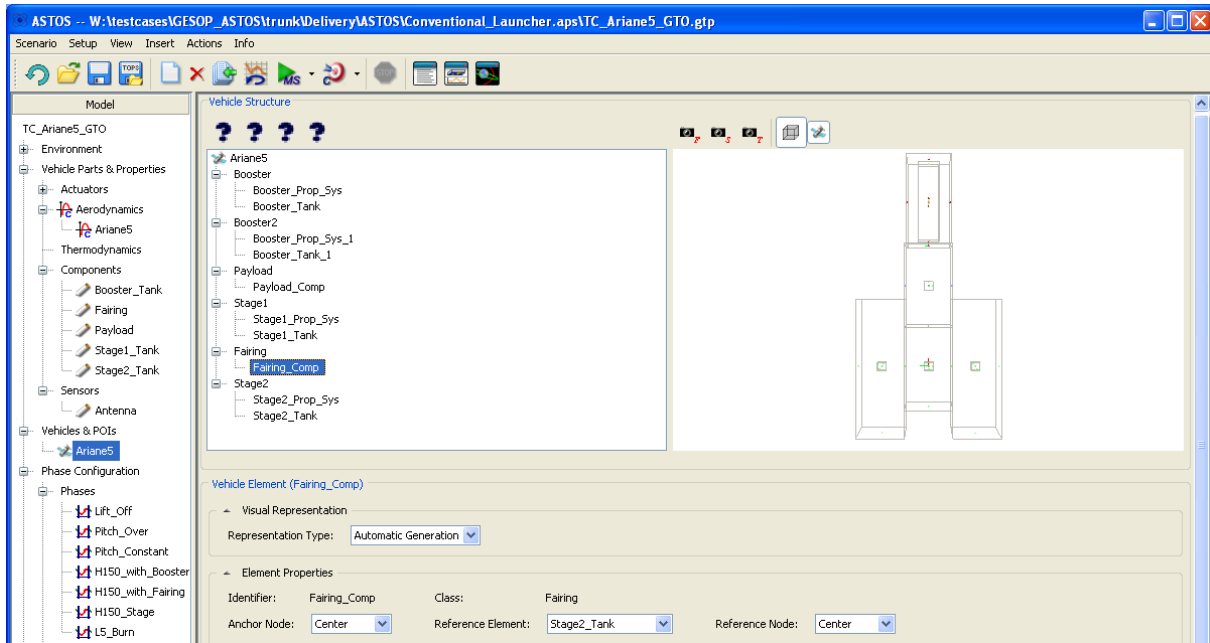 ASTOS -- W:\testcases\GESOP_ASTOS\trunk\Delivery\ASTOS\Conventional_Launcher.aps\TC_Ariane5_GTO.gtp
Scenario Setup View Insert Actions Info
TOPS
MS
STOP
Model
TC_Ariane5_GTO
Environment
Vehicle Parts & Properties
Actuators
Aerodynamics
Ariane5
Thermodynamics
Components
Booster_Tank
Fairing
Payload
Stage1_Tank
Stage2_Tank
Sensors
Antenna
Vehicles & POIs
Ariane5
Phase Configuration
Phases
Lift_Off
Pitch_Over
Pitch_Constant
H150_with_Booster
H150_with_Fairing
H150_Stage
L5_Burn
Vehicle Structure
? ? ? ?
F S T
Ariane5
Booster
Booster_Prop_Sys
Booster_Tank
Booster2
Booster_Prop_Sys_1
Booster_Tank_1
Payload
Payload_Comp
Stage1
Stage1_Prop_Sys
Stage1_Tank
Fairing
Fairing_Comp
Stage2
Stage2_Prop_Sys
Stage2_Tank
Vehicle Element (Fairing_Comp)
Visual Representation
Representation Type: Automatic Generation
Element Properties
Identifier: Fairing_Comp Class: Fairing
Anchor Node: Center Reference Element: Stage2_Tank Reference Node: Center